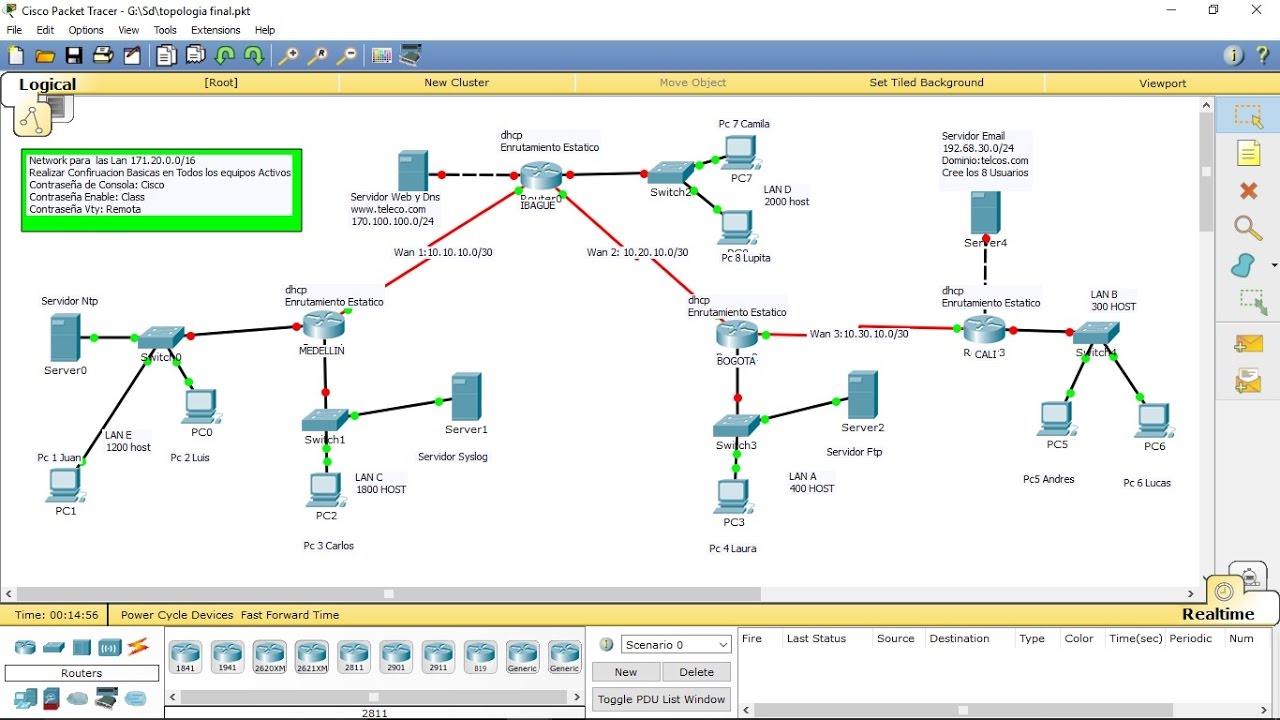 Cisco Packet Tracer - G:\Sd\topologia final.pkt
File Edit Options View Tools Extensions Help
Logical [Root] New Cluster Move Object Set Tiled Background Viewport
Network para las Lan 171.20.0.0/16
Realizar Confiruacion Basicas en Todos los equipos Activos
Contraseña de Consola: Cisco
Contraseña Enable: Class
Contraseña Vty: Remota
dhcp
Enrutamiento Estatico
Router0
IBAGUE
Servidor Web y Dns
www.teleco.com
170.100.100.0/24
Switch2
Pc 7 Camila
PC7
LAN D
2000 host
Pc 8 Lupita
Servidor Email
192.68.30.0/24
Dominio:telcos.com
Cree los 8 Usuarios
Server4
Wan 1:10.10.10.0/30
Wan 2: 10.20.10.0/30
Servidor Ntp
Server0
Switch0
dhcp
Enrutamiento Estatico
MEDELLIN
dhcp
Enrutamiento Estatico
BOGOTA
Wan 3:10.30.10.0/30
dhcp
Enrutamiento Estatico
CALI
LAN B
300 HOST
Switch4
PC0
LAN E
1200 host
Pc 1 Juan
Pc 2 Luis
PC1
Switch1
Server1
Servidor Syslog
LAN C
1800 HOST
PC2
Pc 3 Carlos
Switch3
Server2
Servidor Ftp
LAN A
400 HOST
PC3
Pc 4 Laura
PC5
PC6
Pc5 Andres
Pc 6 Lucas
Time: 00:14:56 Power Cycle Devices Fast Forward Time
Realtime
Routers
1841 1941 2620XM 2621XM 2811 2901 2911 819 Generic Generic
2811
Scenario 0
New Delete
Toggle PDU List Window
Fire Last Status Source Destination Type Color Time(sec) Periodic Num